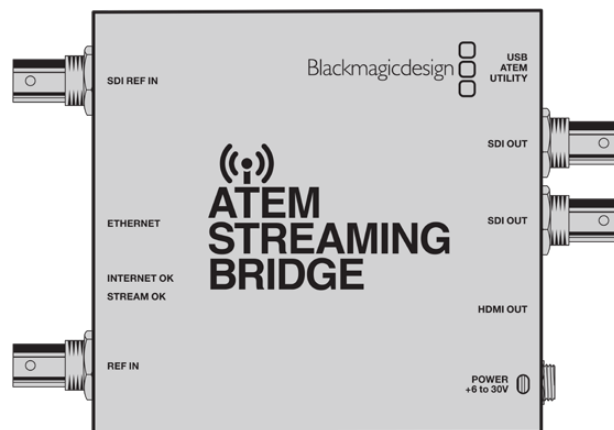 SDI REF IN
Blackmagicdesign
USB
ATEM
UTILITY
SDI OUT
ATEM
STREAMING
BRIDGE
ETHERNET
SDI OUT
INTERNET OK
STREAM OK
HDMI OUT
REF IN
POWER
+6 to 30V